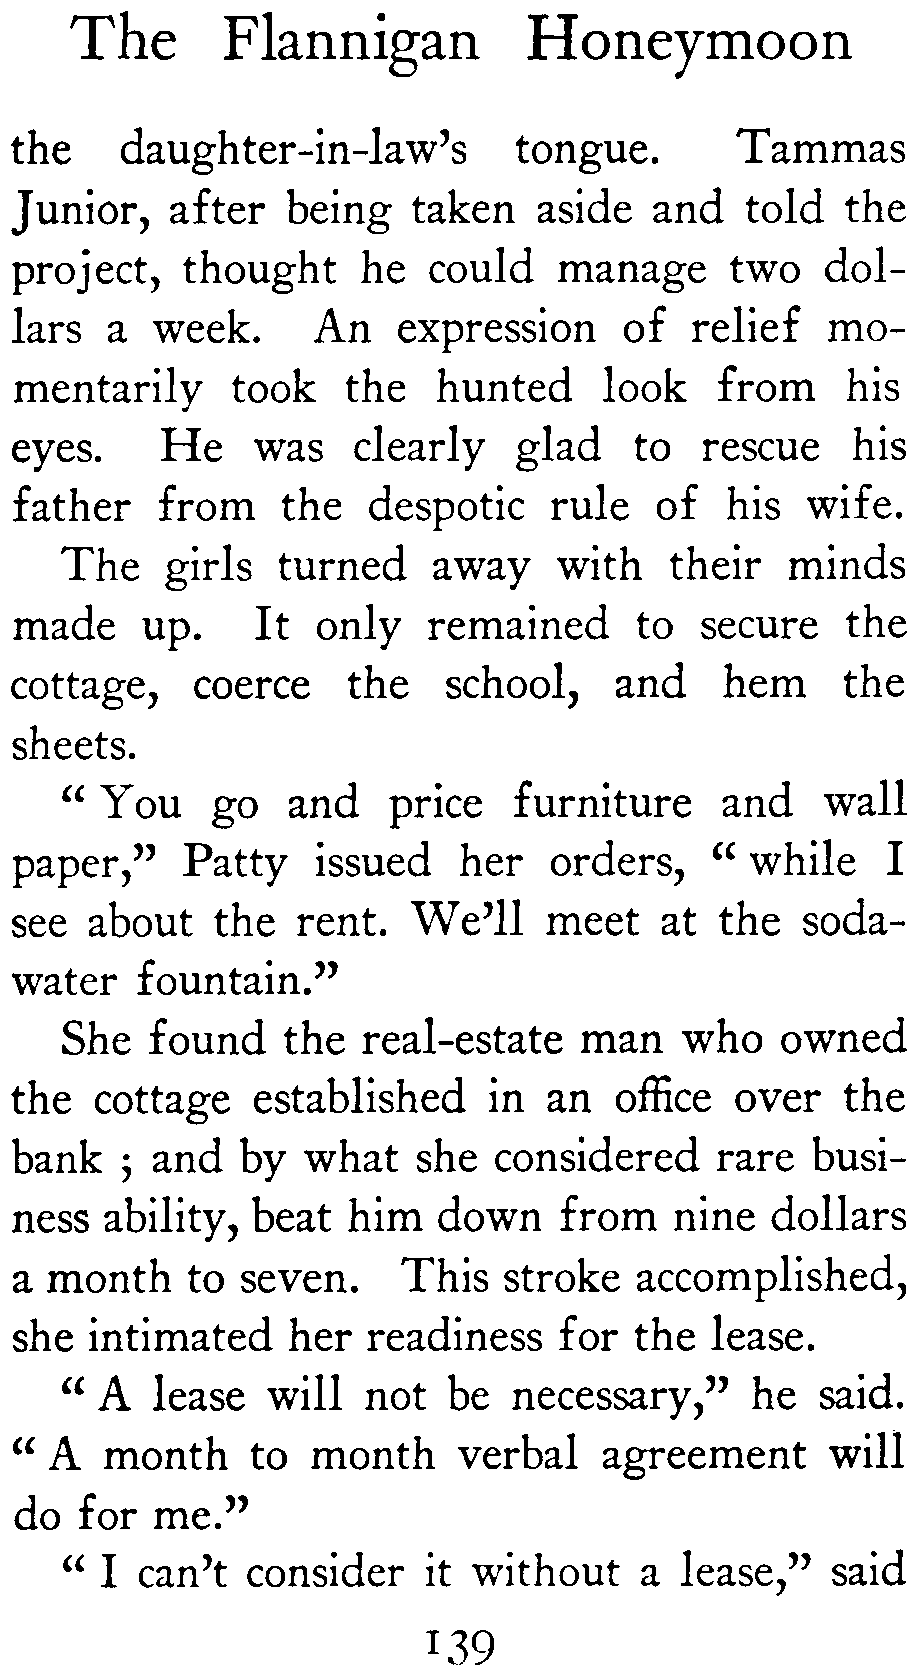 The Flannigan Honeymoon
the daughter-in-law's tongue. Tammas
Junior, after being taken aside and told the
project, thought he could manage two dol-
lars a week. An expression of relief mo-
mentarily took the hunted look from his
eyes. He was clearly glad to rescue his
father from the despotic rule of his wife.
The girls turned away with their minds
made up. It only remained to secure the
cottage, coerce the school, and hem the
sheets.
“ You go and price furniture and wall
paper,” Patty issued her orders, “ while I
see about the rent. We'll meet at the soda-
water fountain.”
She found the real-estate man who owned
the cottage established in an office over the
bank ; and by what she considered rare busi-
ness ability, beat him down from nine dollars
a month to seven. This stroke accomplished,
she intimated her readiness for the lease.
“ A lease will not be necessary,” he said.
“ A month to month verbal agreement will
do for me.”
“ I can't consider it without a lease,” said
139